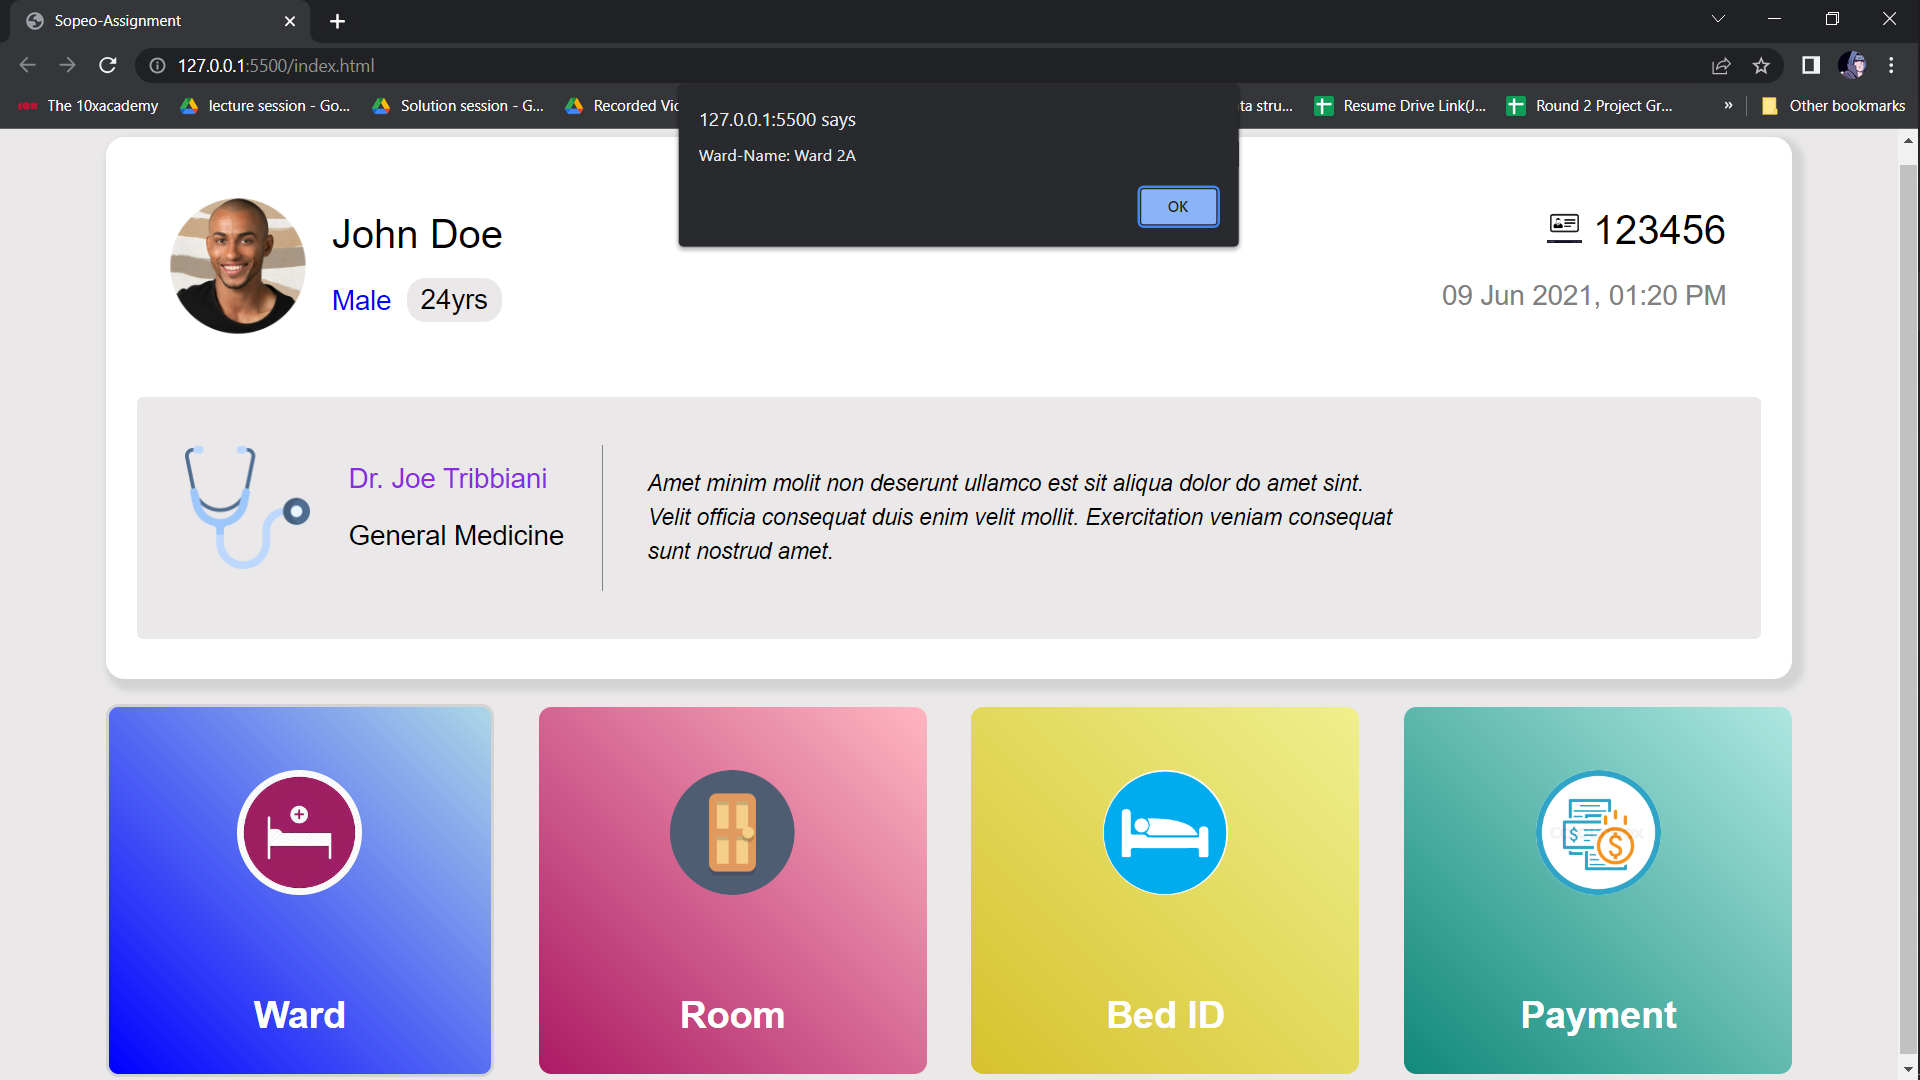 Sopeo-Assignment
127.0.0.1:5500/index.html
The 10xacademy
lecture session - Go...
Solution session - G...
Recorded Vic
ta stru...
Resume Drive Link(J...
Round 2 Project Gr...
»
Other bookmarks
127.0.0.1:5500 says
Ward-Name: Ward 2A
OK
John Doe
123456
Male
24yrs
09 Jun 2021, 01:20 PM
Dr. Joe Tribbiani
General Medicine
Amet minim molit non deserunt ullamco est sit aliqua dolor do amet sint.
Velit officia consequat duis enim velit mollit. Exercitation veniam consequat
sunt nostrud amet.
Ward
Room
Bed ID
Payment